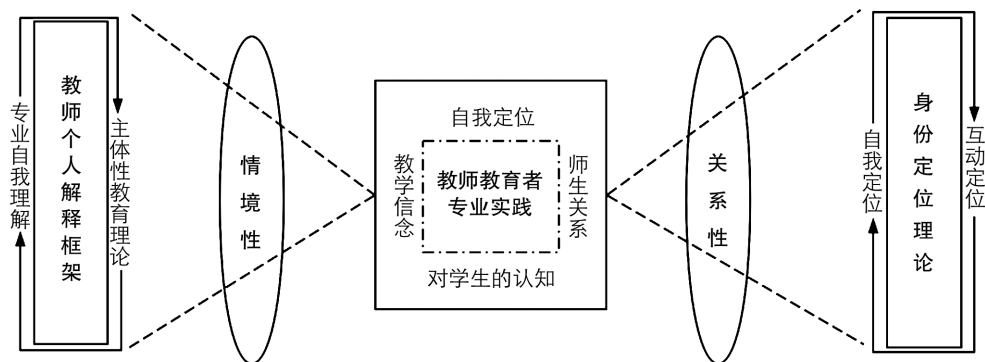 专业自我理解
教师个人解释框架
主体性教育理论
情境性
自我定位
教学信念
教师教育者
专业实践
师生关系
对学生的认知
关系性
自我定位
身份定位理论
互动定位